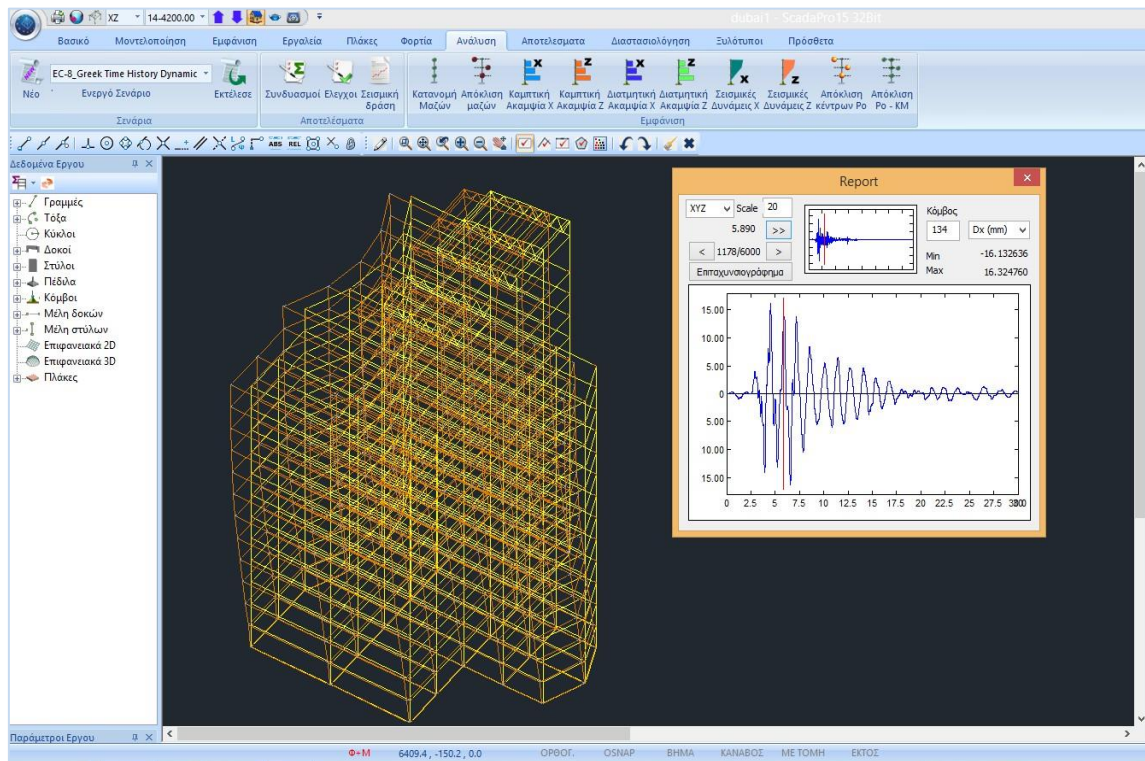 XZ 14-4200.00 dubai1 - ScadaPro15 32Bit
Βασικό Μοντελοποίηση Εμφάνιση Εργαλεία Πλάκες Φορτία Ανάλυση Αποτελεσματα Διαστασιολόγηση Ξυλότυποι Πρόσθετα
EC-8_Greek Time History Dynamic
Νέο Ενεργό Σενάριο Εκτέλεσε
Συνδυασμοί Ελεγχοι Σεισμική δράση
Κατανομή Μαζών Απόκλιση μαζών Καμπτική Ακαμψία X Καμπτική Ακαμψία Z Διατμητική Ακαμψία X Διατμητική Ακαμψία Z Σεισμικές Δυνάμεις X Σεισμικές Δυνάμεις Z Απόκλιση κέντρων Ρο Απόκλιση Ρο - ΚΜ
Σενάρια Αποτελέσματα Εμφάνιση
ABS REL
Δεδομένα Εργου
Γραμμές
Τόξα
Κύκλοι
Δοκοί
Στύλοι
Πέδιλα
Κόμβοι
Μέλη δοκών
Μέλη στύλων
Επιφανειακά 2D
Επιφανειακά 3D
Πλάκες
Παράμετροι Εργου
Report
XYZ Scale 20
5.890 >>
< 1178/6000 >
Επιταχυνσιογράφημα
Κόμβος
134 Dx (mm)
Min -16.132636
Max 16.324760
15.00
10.00
5.00
0
5.00
10.00
15.00
0 2.5 5 7.5 10 12.5 15 17.5 20 22.5 25 27.5
Φ+Μ 6409.4 , -150.2 , 0.0 ΟΡΘΟΓ. OSNAP ΒΗΜΑ ΚΑΝΑΒΟΣ ΜΕ ΤΟΜΗ ΕΚΤΟΣ